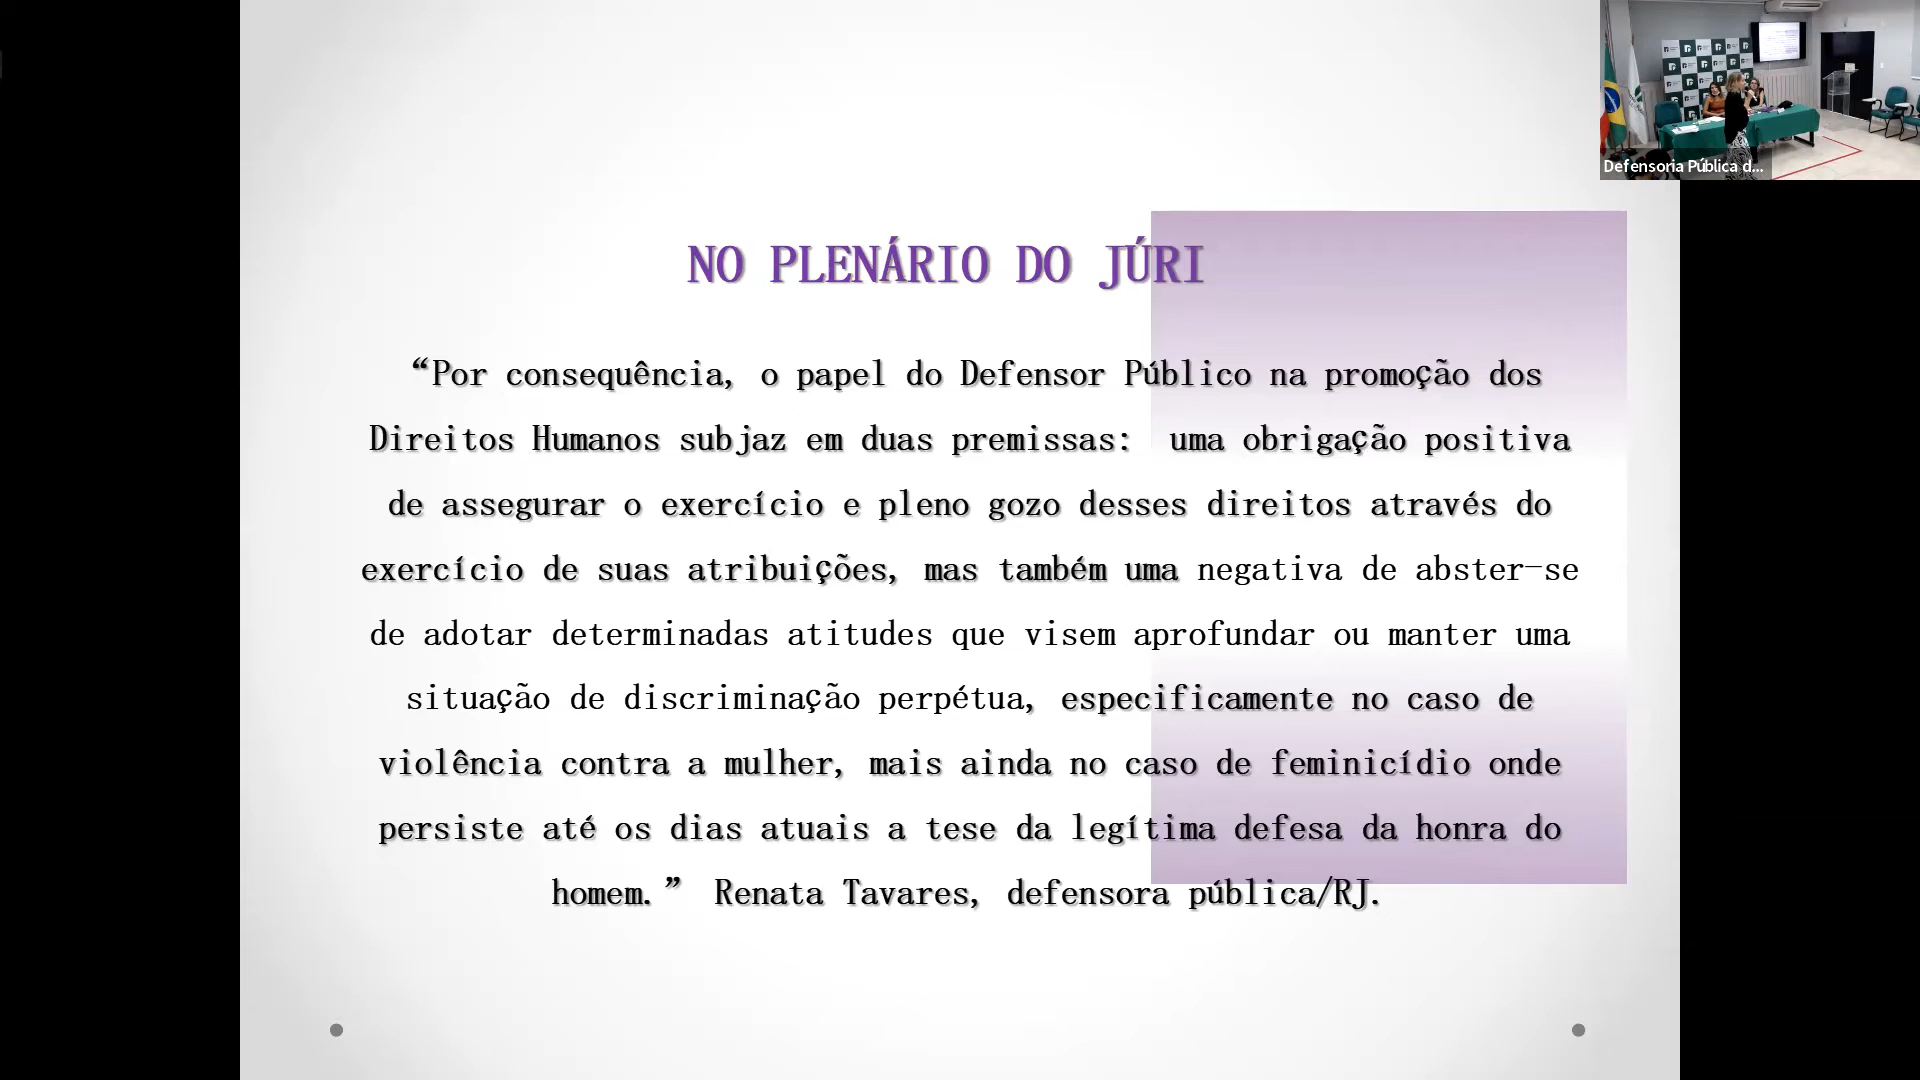 Defensoria Pública d...
NO PLENÁRIO DO JÚRI
“Por consequência, o papel do Defensor Público na promoção dos
Direitos Humanos subjaz em duas premissas: uma obrigação positiva
de assegurar o exercício e pleno gozo desses direitos através do
exercício de suas atribuições, mas também uma negativa de abster-se
de adotar determinadas atitudes que visem aprofundar ou manter uma
situação de discriminação perpétua, especificamente no caso de
violência contra a mulher, mais ainda no caso de feminicídio onde
persiste até os dias atuais a tese da legítima defesa da honra do
homem.” Renata Tavares, defensora pública/RJ.